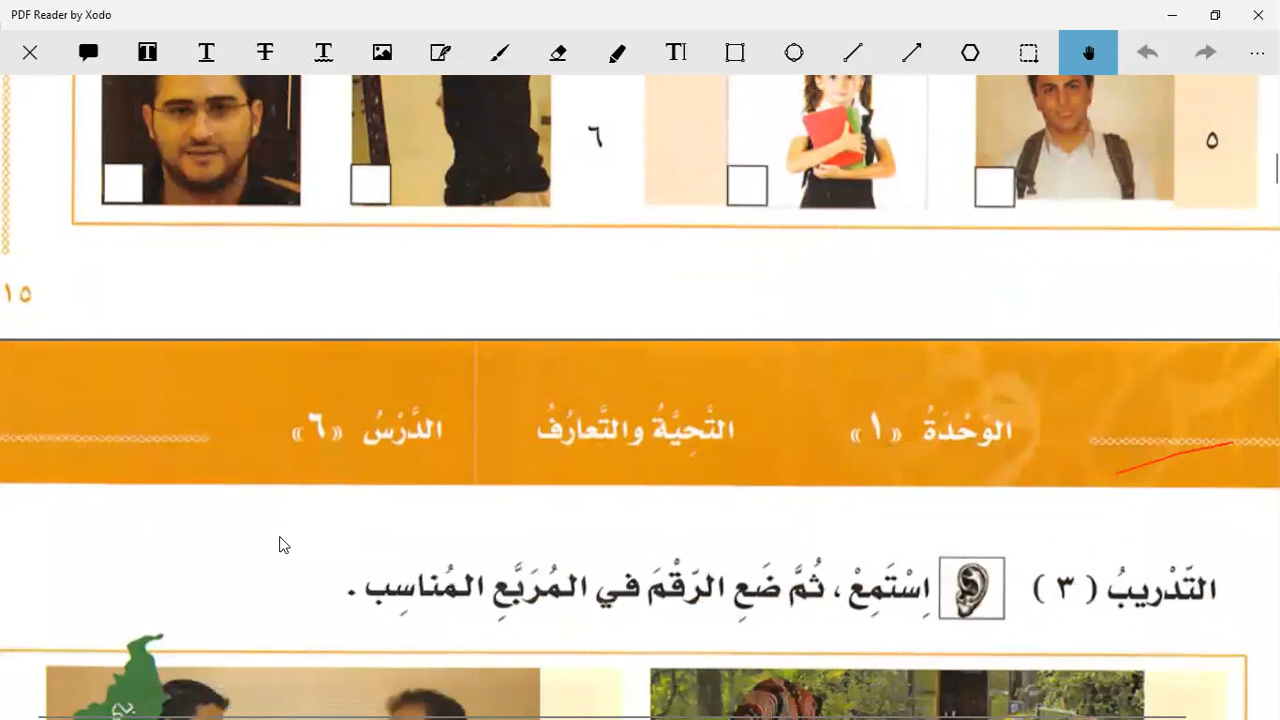 PDF Reader by Xodo
٥
٦
١٥
الوَحْدَةُ «١» التَّحِيَّةُ والتَّعارُفُ الدَّرْسُ «٦»
التّدْريبُ ( ٣ ) اِسْتَمِعْ ، ثُمَّ ضَعِ الرّقْمَ في المُرَبَّعِ المُناسِب .